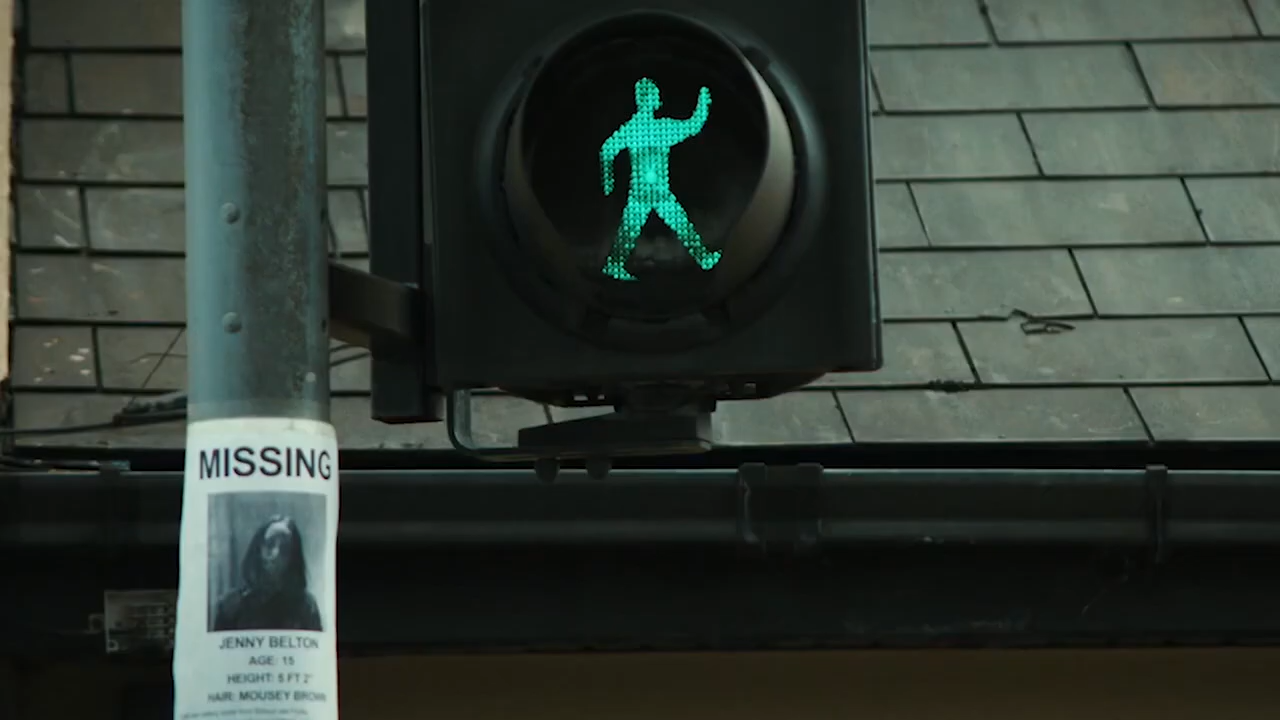 MISSING
JENNY BELTON
AGE: 15
HEIGHT: 5 FT 2"
HAIR: MOUSEY BROWN